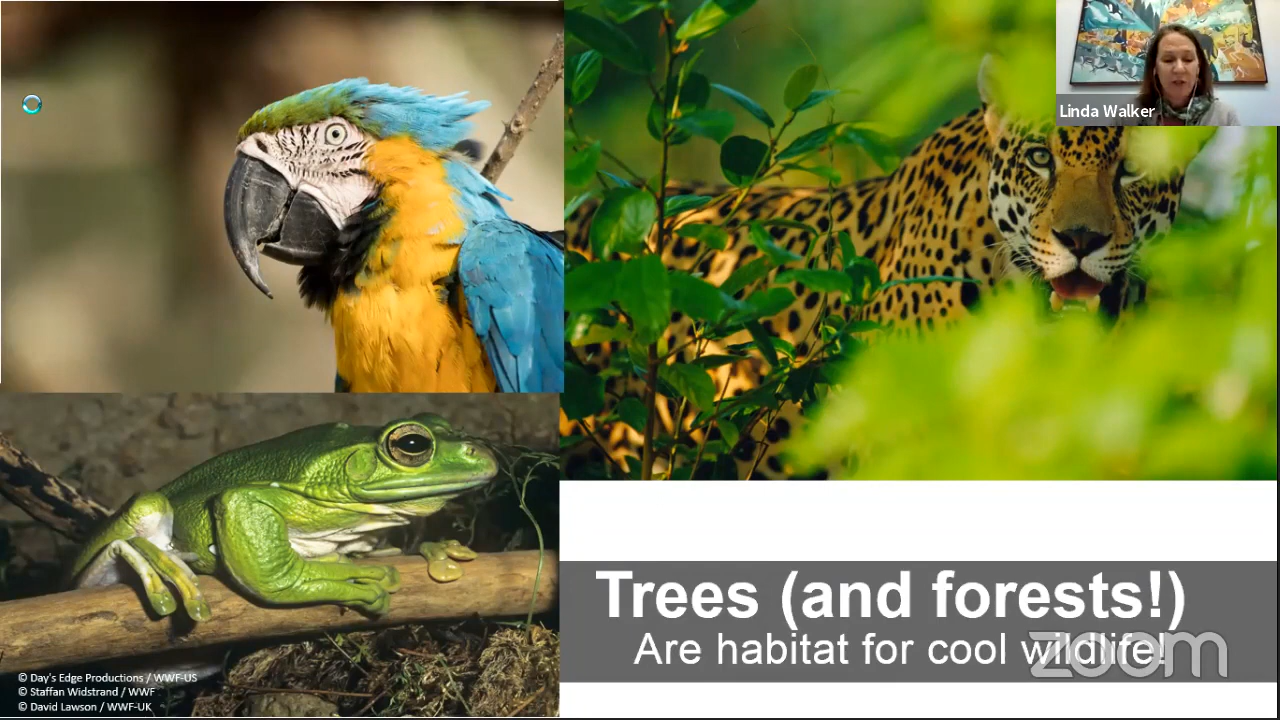 Linda Walker
Trees (and forests!)
Are habitat for cool wildlife!
zoom
© Day's Edge Productions / WWF-US
© Staffan Widstrand / WWF
© David Lawson / WWF-UK